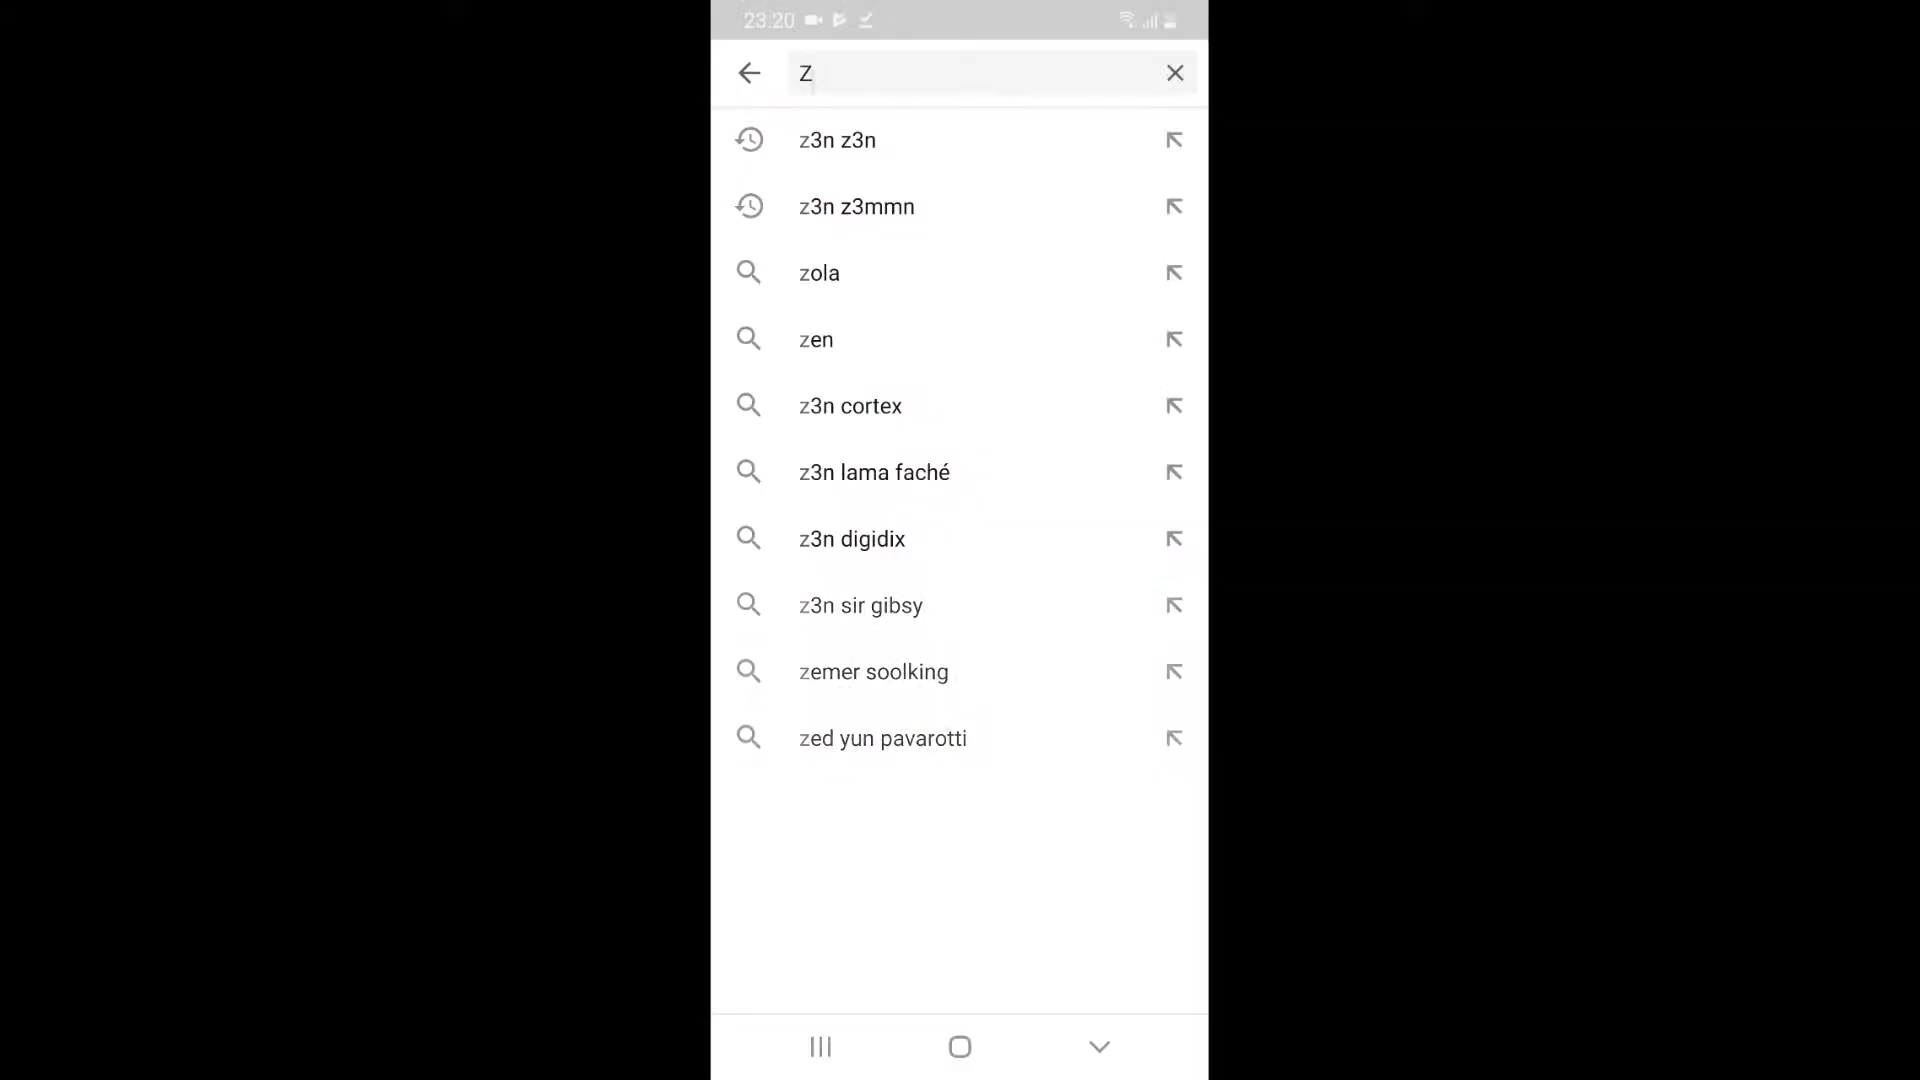 23.20
Z
z3n z3n
z3n z3mmn
zola
zen
z3n cortex
z3n lama faché
z3n digidix
z3n sir gibsy
zemer soolking
zed yun pavarotti